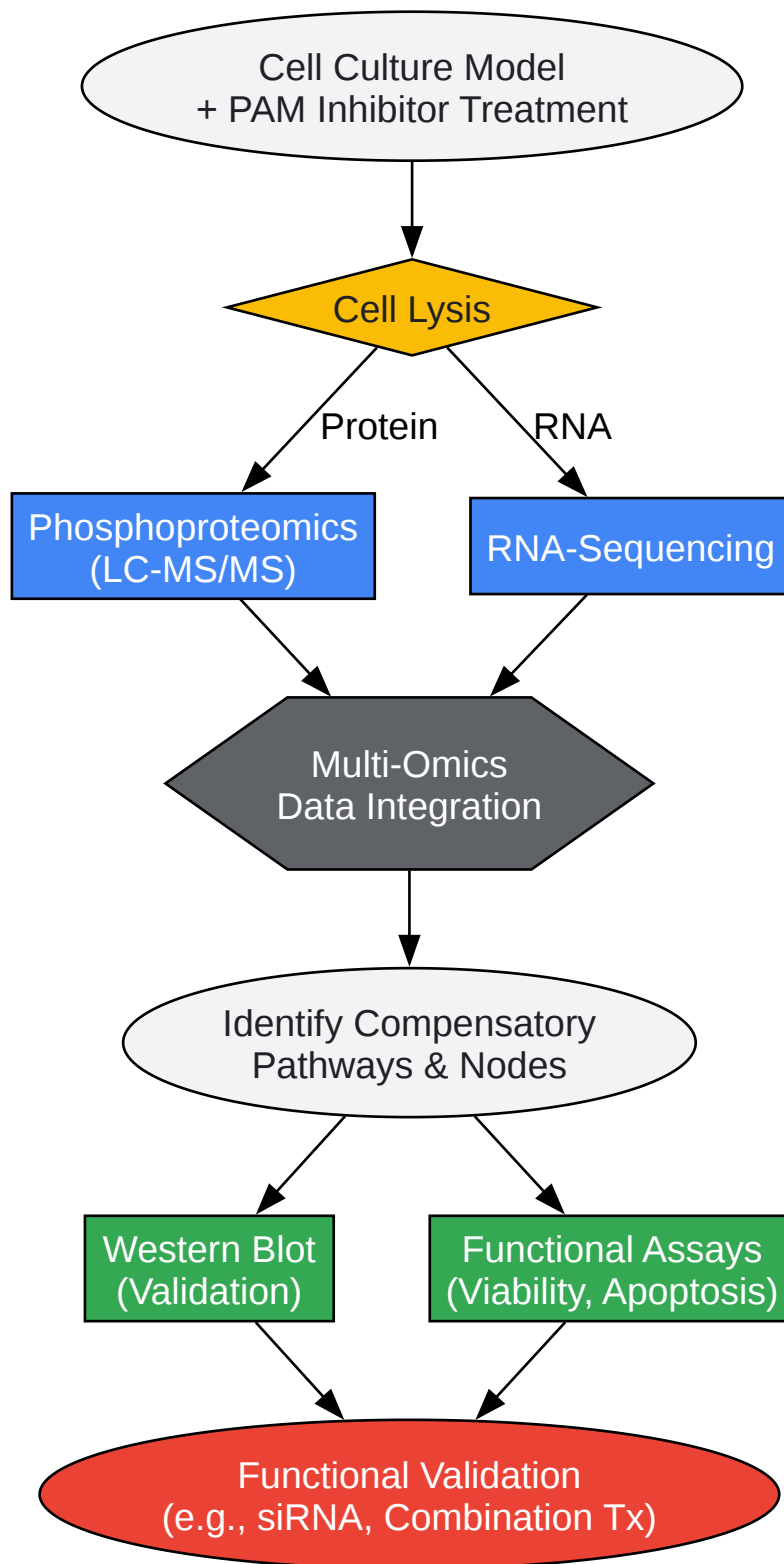 Cell Culture Model
+ PAM Inhibitor Treatment
Cell Lysis
Protein
RNA
Phosphoproteomics
(LC-MS/MS)
RNA-Sequencing
Multi-Omics
Data Integration
Identify Compensatory
Pathways & Nodes
Western Blot
(Validation)
Functional Assays
(Viability, Apoptosis)
Functional Validation
(e.g., siRNA, Combination Tx)